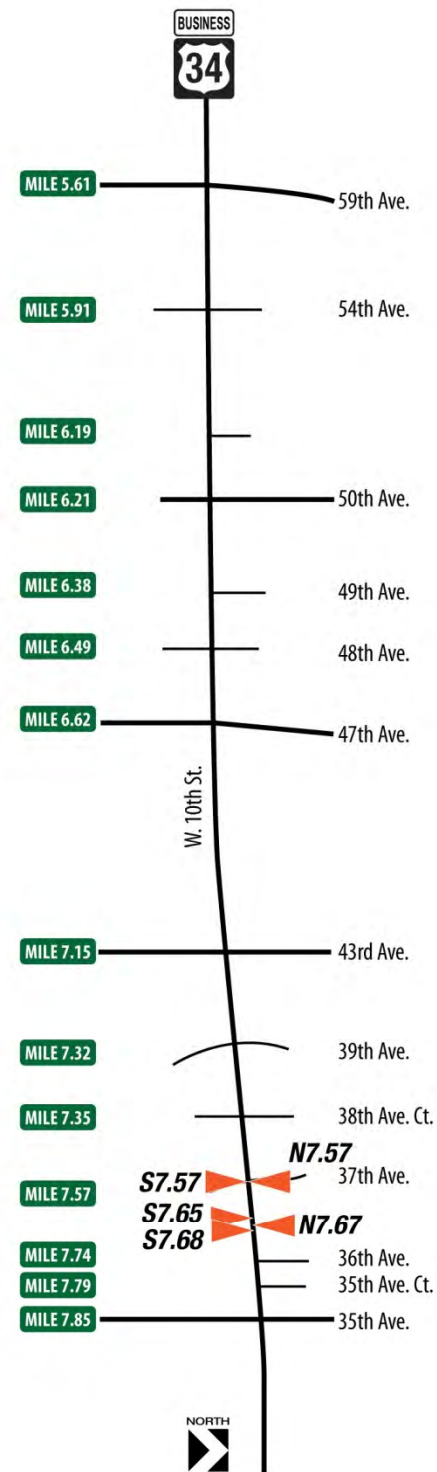 BUSINESS
34
MILE 5.61
59th Ave.
MILE 5.91
54th Ave.
MILE 6.19
MILE 6.21
50th Ave.
MILE 6.38
49th Ave.
MILE 6.49
48th Ave.
MILE 6.62
47th Ave.
W. 10th St.
MILE 7.15
43rd Ave.
MILE 7.32
39th Ave.
MILE 7.35
38th Ave. Ct.
N7.57
MILE 7.57
S7.57
37th Ave.
S7.65
N7.67
S7.68
MILE 7.74
36th Ave.
MILE 7.79
35th Ave. Ct.
MILE 7.85
35th Ave.
NORTH